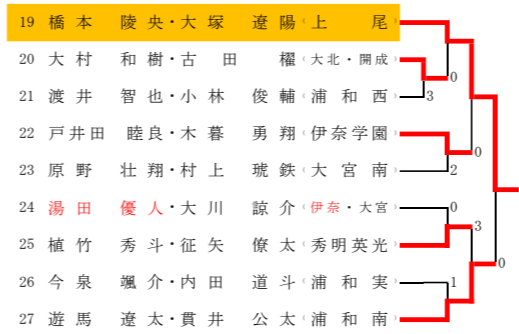 19 橋本 陵央・大塚 遼陽(上尾)
20 大村 和樹・古田 櫂(大北・開成)
21 渡井 智也・小林 俊輔(浦和西)
22 戸井田 睦良・木暮 勇翔(伊奈学園)
23 原野 壮翔・村上 琥鉄(大宮南)
24 湯田 優人・大川 諒介(伊奈・大宮)
25 植竹 秀斗・征矢 僚太(秀明英光)
26 今泉 颯介・内田 道斗(浦和実)
27 遊馬 遼太・貫井 公太(浦和南)
0
3
0
2
0
3
0
1